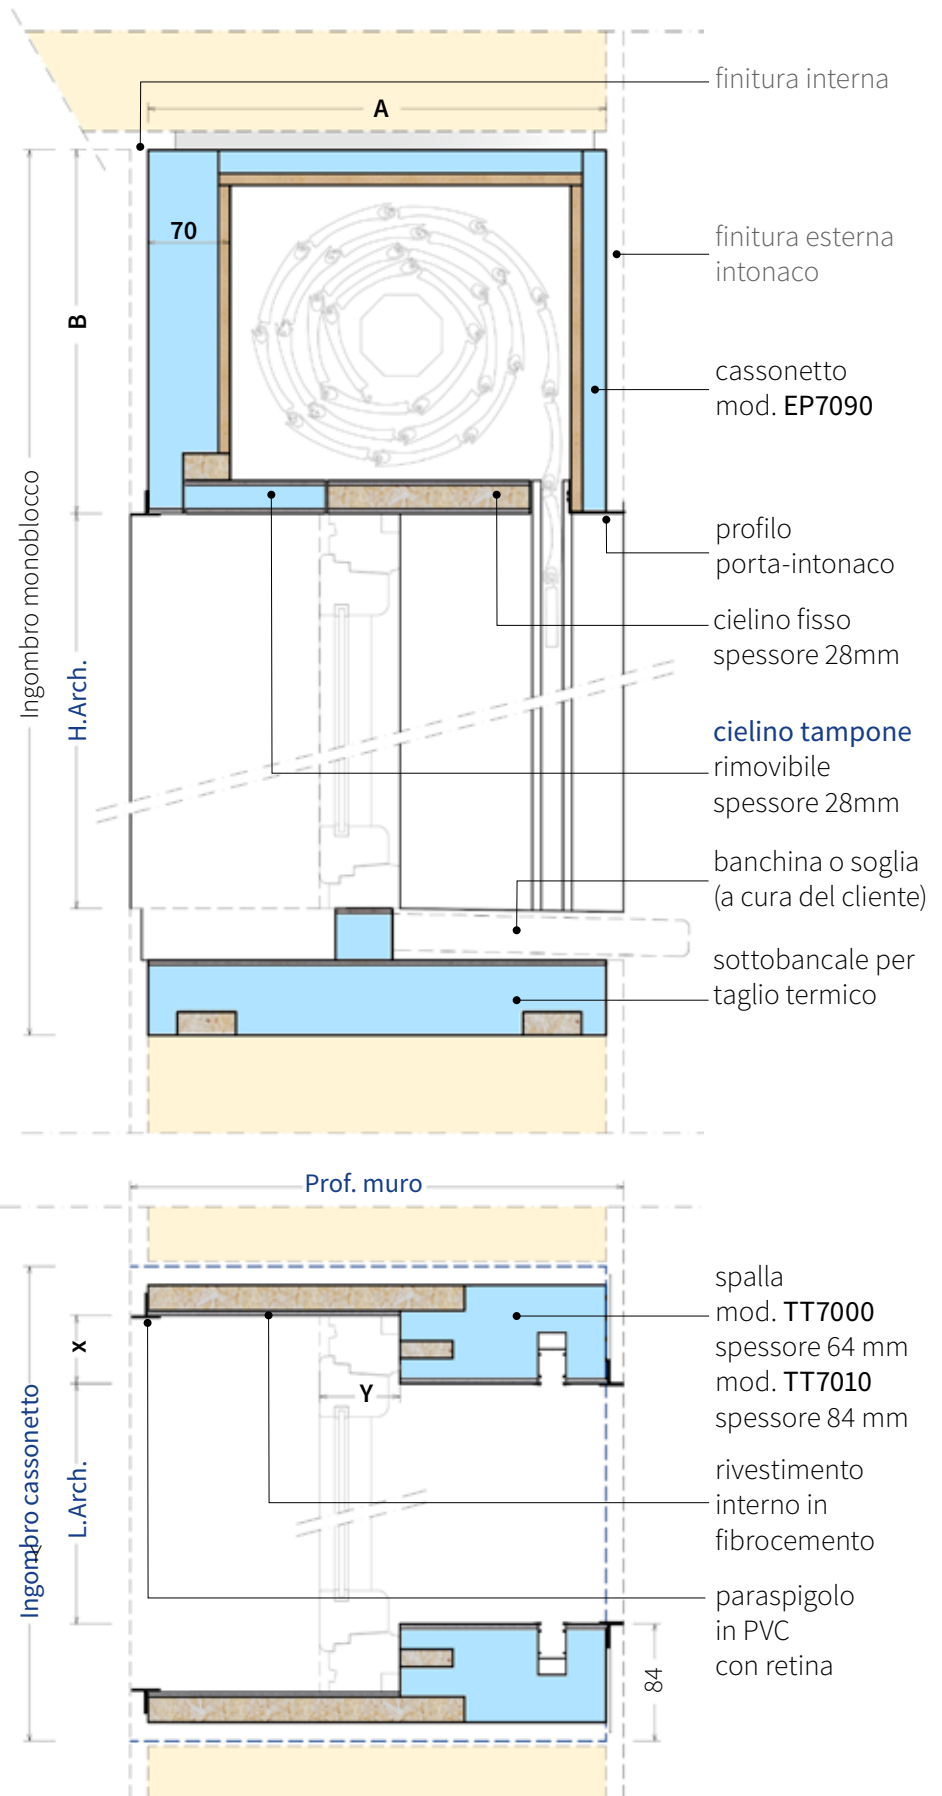 finitura interna
A
70
finitura esterna
intonaco
B
cassonetto
mod. EP7090
Ingombro monoblocco
profilo
porta-intonaco
cielino fisso
spessore 28mm
H.Arch.
cielino tampone
rimovibile
spessore 28mm
banchina o soglia
(a cura del cliente)
sottobancale per
taglio termico
Prof. muro
spalla
mod. TT7000
spessore 64 mm
mod. TT7010
spessore 84 mm
x
Y
Ingombro cassonetto
L.Arch.
rivestimento
interno in
fibrocemento
paraspigolo
in PVC
con retina
84